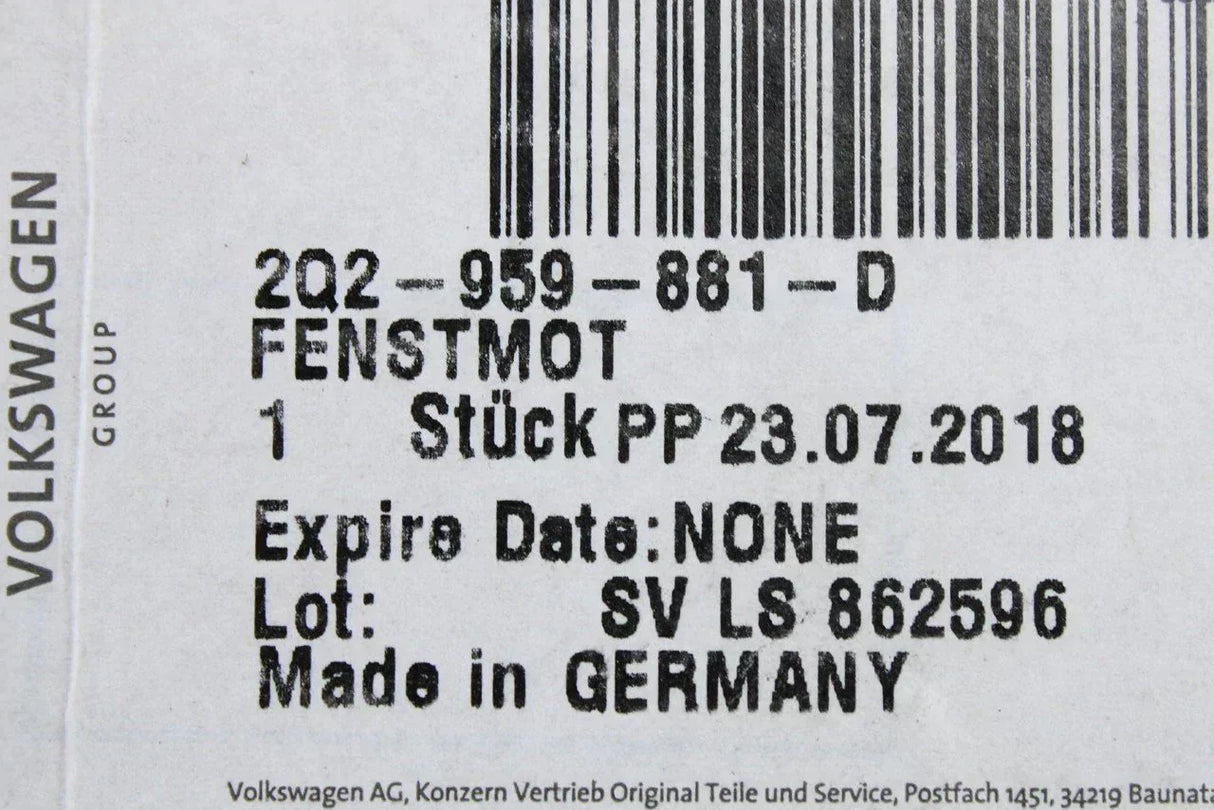 VOLKSWAGEN
GROUP
2Q2-959-881-D
FENSTMOT
1 Stück PP 23.07.2018
Expire Date:NONE
Lot: SV LS 862596
Made in GERMANY
Volkswagen AG, Konzern Vertrieb Original Teile und Service, Postfach 1451, 34219 Baunata